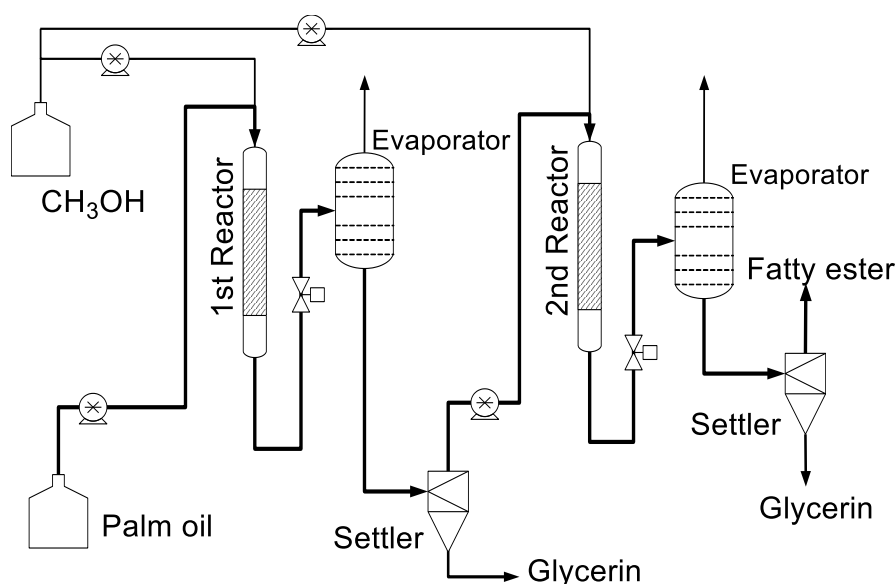 Evaporator
CH₃OH
1st Reactor
2nd Reactor
Evaporator
Fatty ester
Palm oil
Settler
Settler
Glycerin
Glycerin